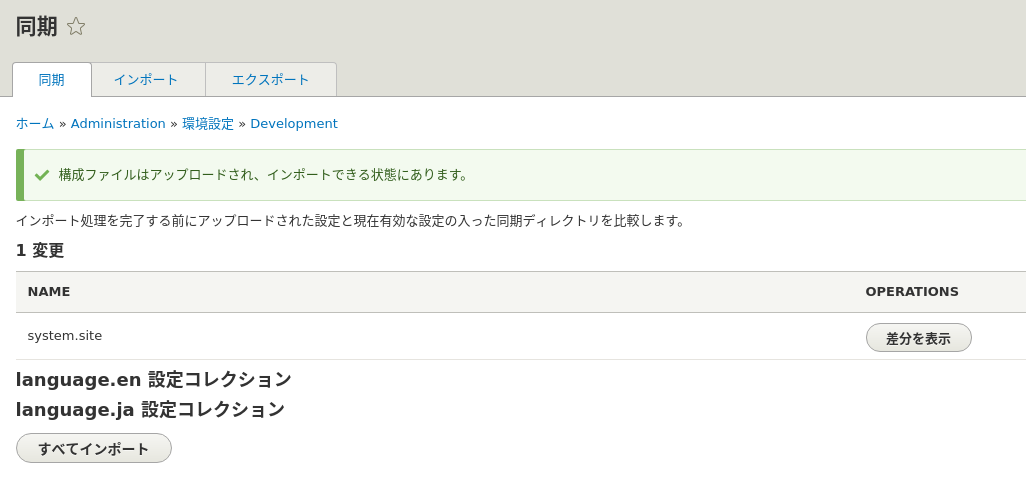 同期
同期 インポート エクスポート
ホーム » Administration » 環境設定 » Development
構成ファイルはアップロードされ、インポートできる状態にあります。
インポート処理を完了する前にアップロードされた設定と現在有効な設定の入った同期ディレクトリを比較します。
1 変更
NAME OPERATIONS
system.site 差分を表示
language.en 設定コレクション
language.ja 設定コレクション
すべてインポート